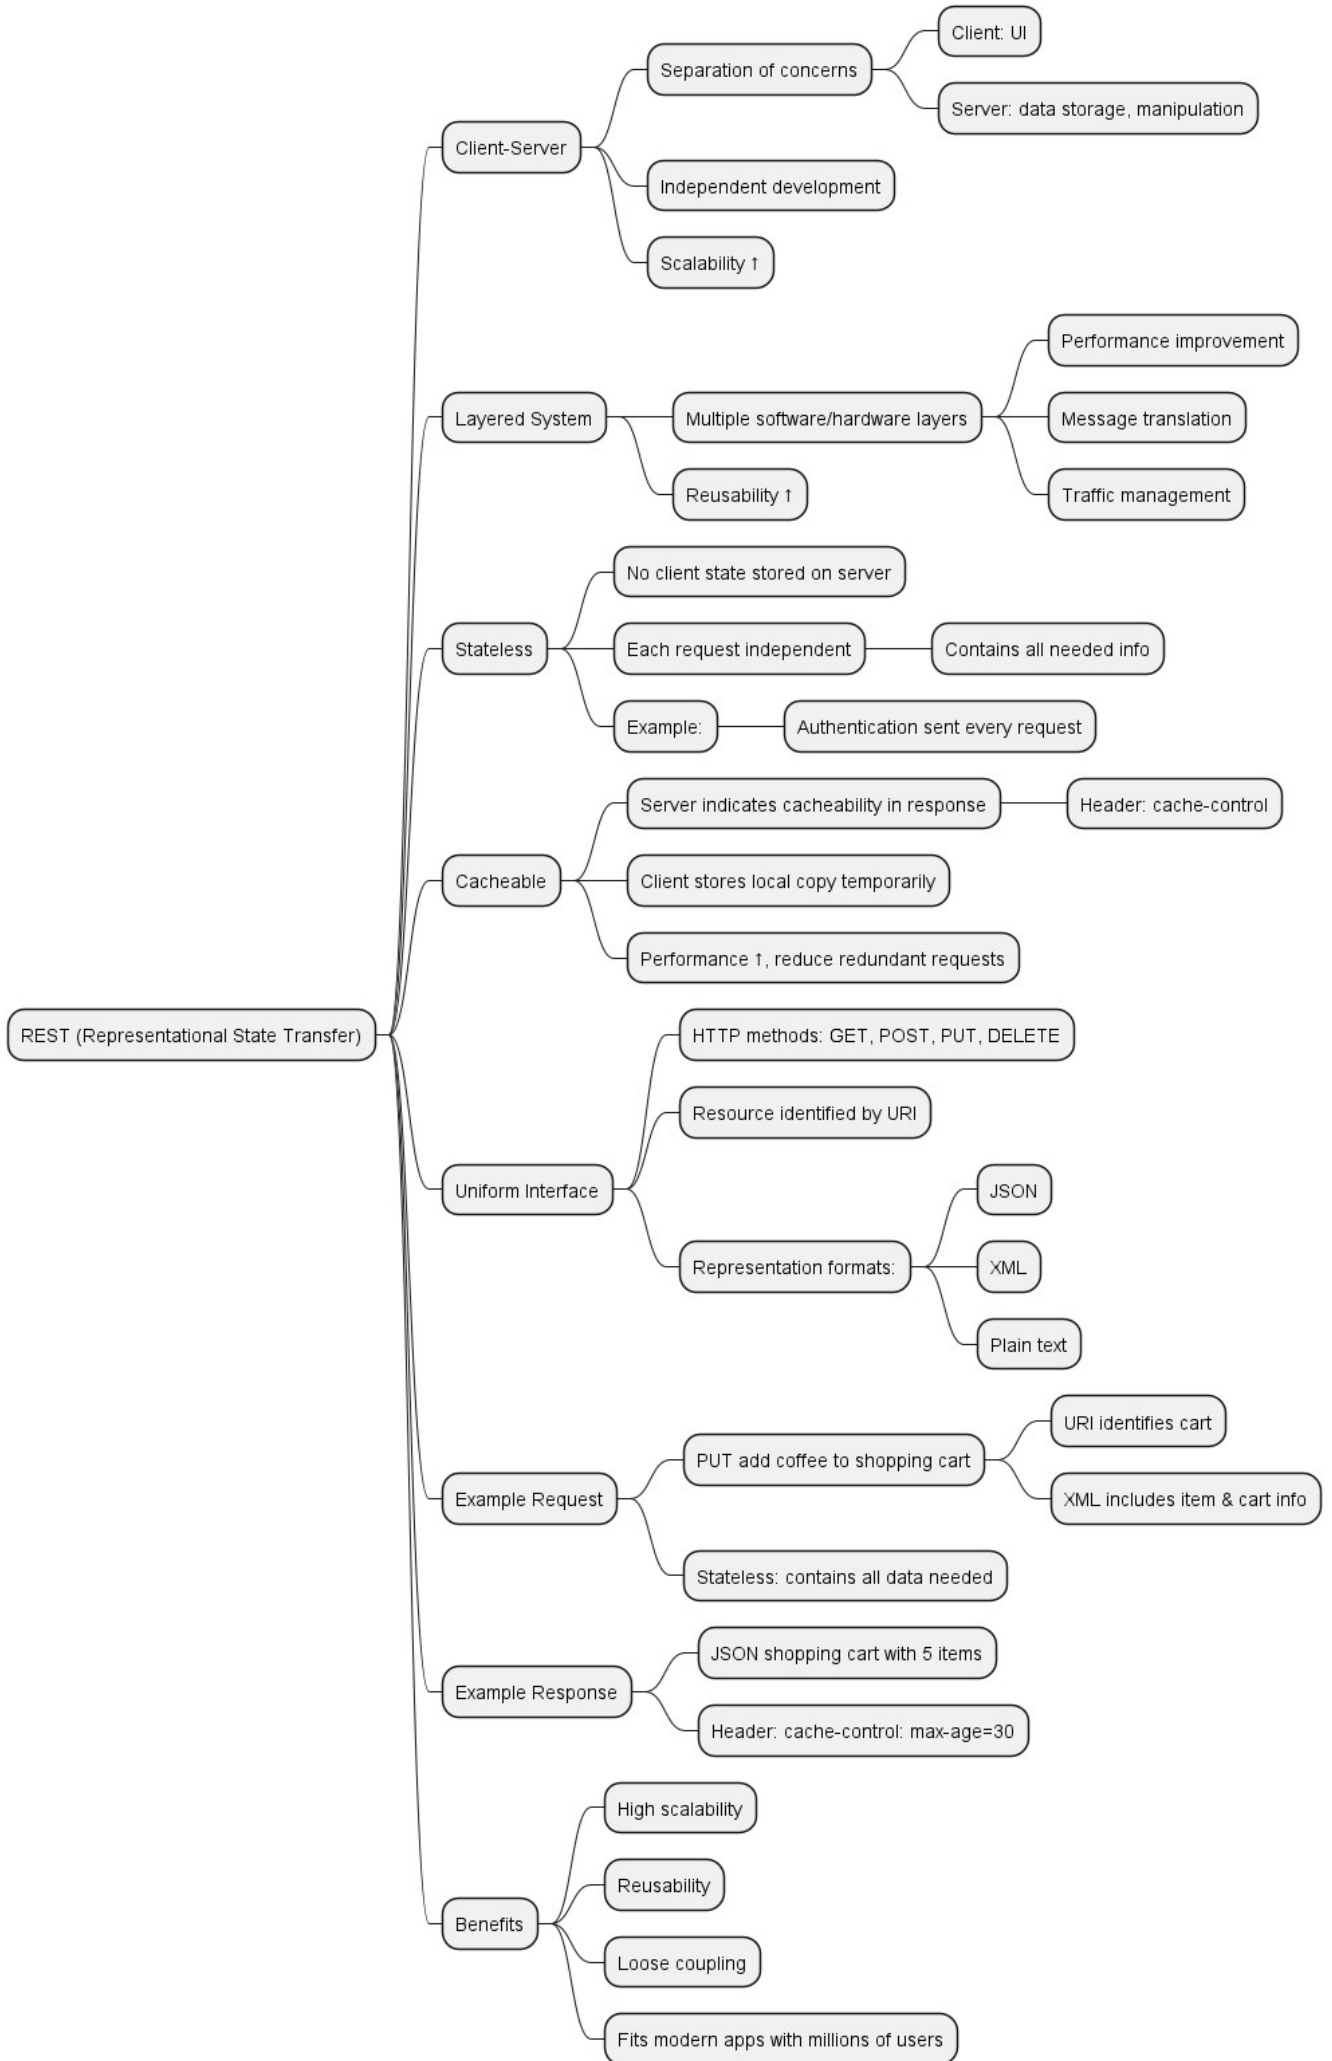 REST (Representational State Transfer)
Client-Server
Separation of concerns
Client: UI
Server: data storage, manipulation
Independent development
Scalability ↑
Layered System
Multiple software/hardware layers
Performance improvement
Message translation
Traffic management
Reusability ↑
Stateless
No client state stored on server
Each request independent
Contains all needed info
Example:
Authentication sent every request
Cacheable
Server indicates cacheability in response
Header: cache-control
Client stores local copy temporarily
Performance ↑, reduce redundant requests
Uniform Interface
HTTP methods: GET, POST, PUT, DELETE
Resource identified by URI
Representation formats:
JSON
XML
Plain text
Example Request
PUT add coffee to shopping cart
URI identifies cart
XML includes item & cart info
Stateless: contains all data needed
Example Response
JSON shopping cart with 5 items
Header: cache-control: max-age=30
Benefits
High scalability
Reusability
Loose coupling
Fits modern apps with millions of users